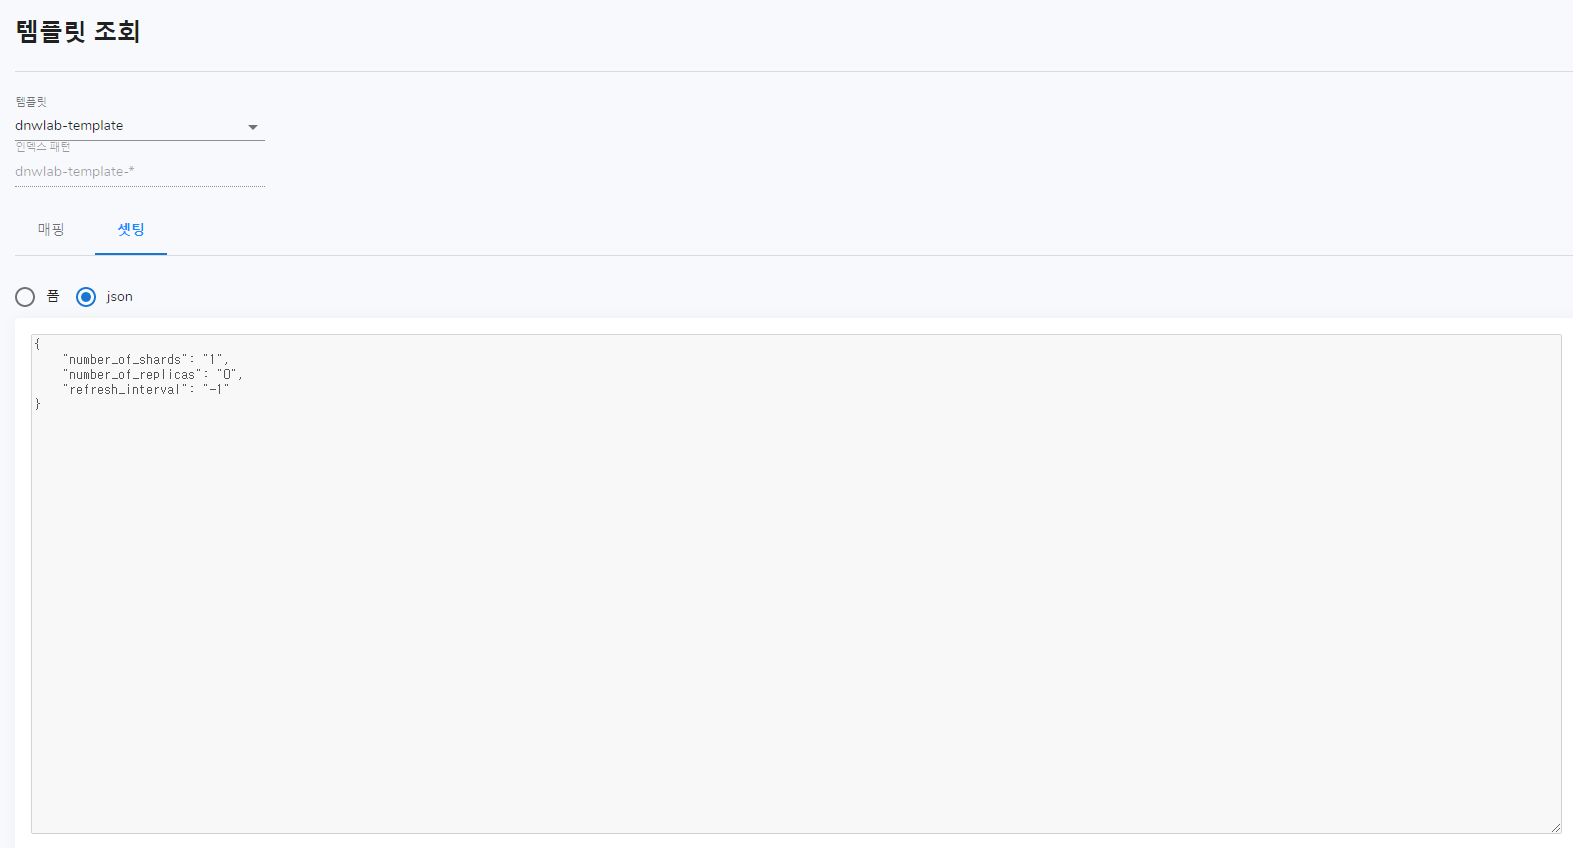 템플릿 조회
템플릿
dnwlab-template
인덱스 패턴
dnwlab-template-*
매핑 셋팅
폼 json
{
    "number_of_shards": "1",
    "number_of_replicas": "0",
    "refresh_interval": "-1"
}